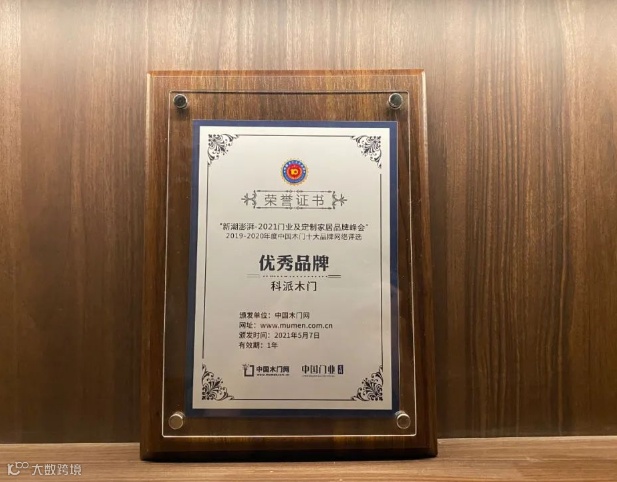 10
荣誉证书
“新潮澎湃-2021门业及定制家居品牌峰会”
2019-2020年度中国木门十大品牌网络评选
优秀品牌
科派木门
颁发单位：中国木门网
网址：www.mumen.com.cn
颁发时间：2021年5月7日
有效期：1年
中国木门网
www.mumen.com.cn
中国门业
大数跨境